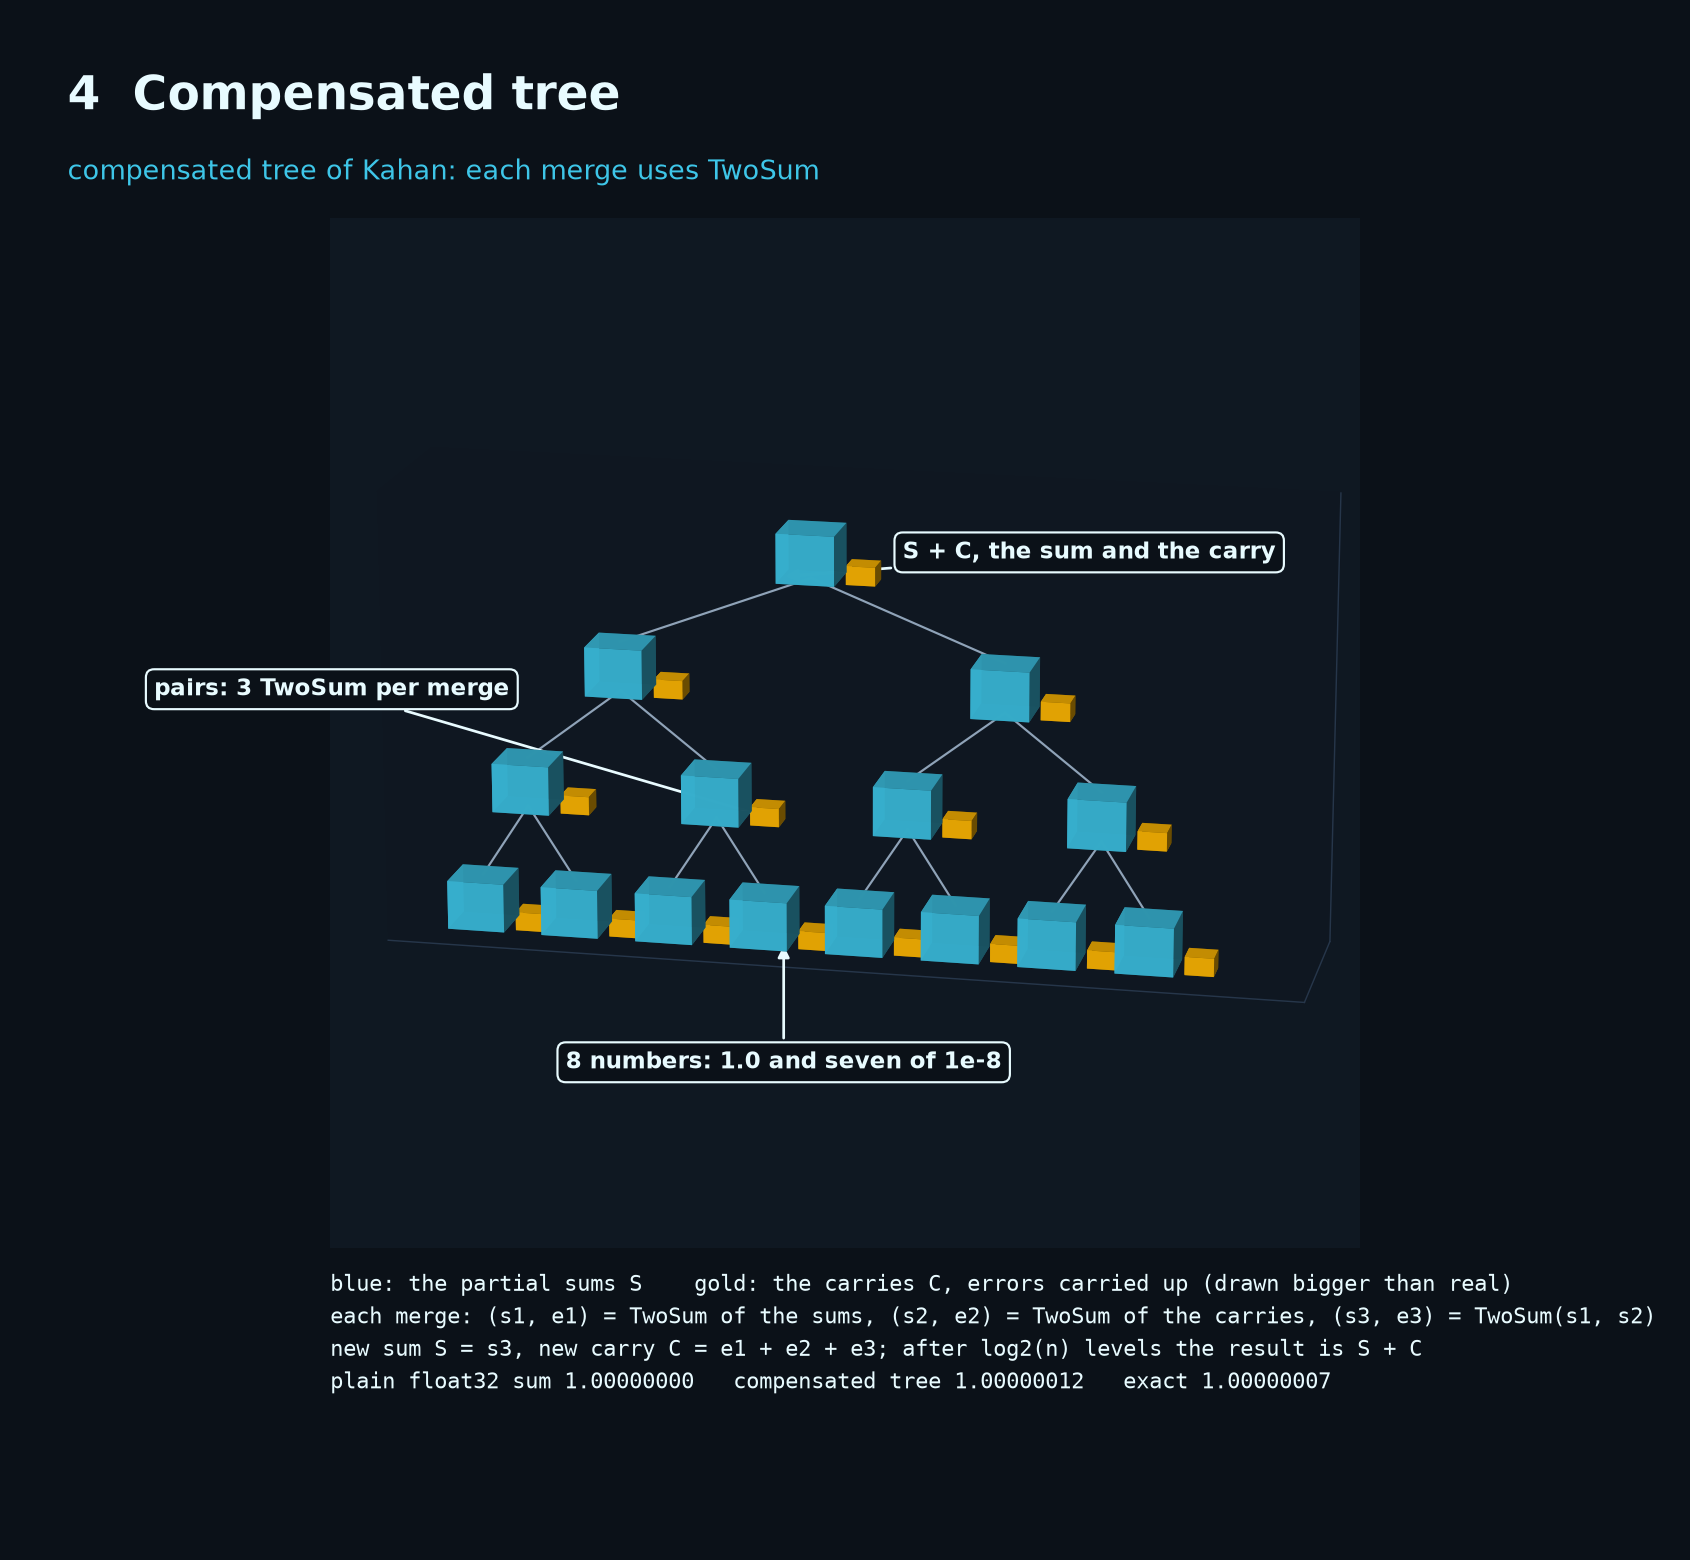 4  Compensated tree
compensated tree of Kahan: each merge uses TwoSum
S + C, the sum and the carry
pairs: 3 TwoSum per merge
8 numbers: 1.0 and seven of 1e-8
blue: the partial sums S    gold: the carries C, errors carried up (drawn bigger than real)
each merge: (s1, e1) = TwoSum of the sums, (s2, e2) = TwoSum of the carries, (s3, e3) = TwoSum(s1, s2)
new sum S = s3, new carry C = e1 + e2 + e3; after log2(n) levels the result is S + C
plain float32 sum 1.00000000   compensated tree 1.00000012   exact 1.00000007